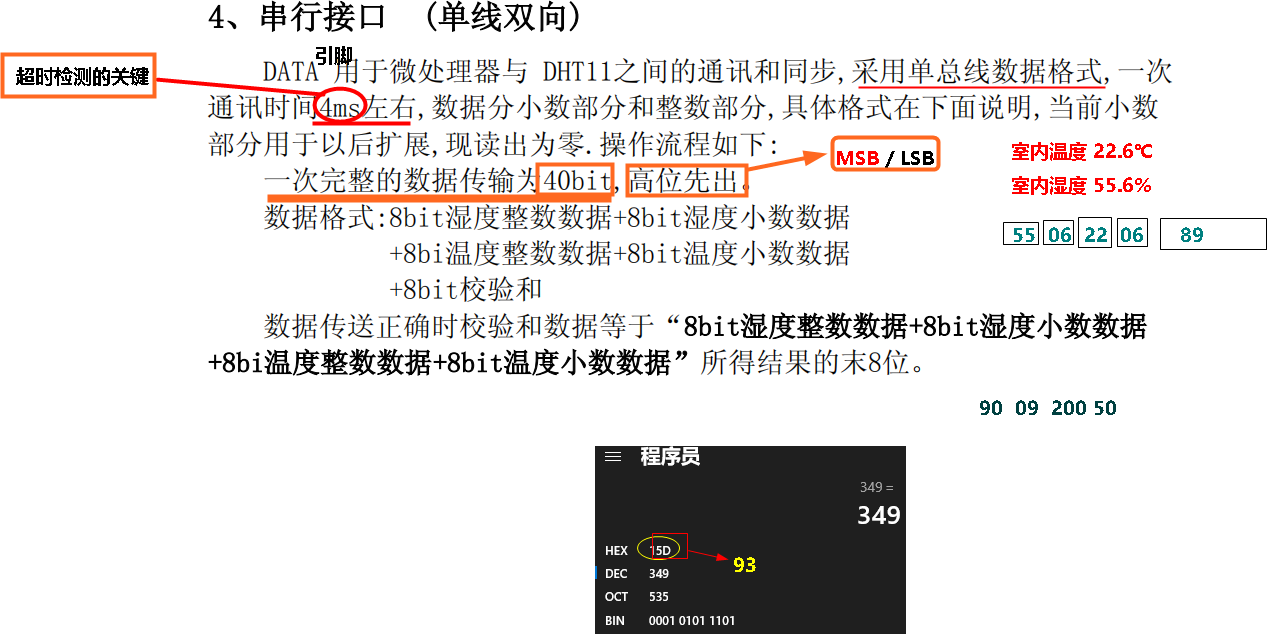 4、串行接口 (单线双向)
引脚
超时检测的关键
DATA 用于微处理器与 DHT11之间的通讯和同步,采用单总线数据格式,一次
通讯时间4ms左右,数据分小数部分和整数部分,具体格式在下面说明,当前小数
部分用于以后扩展,现读出为零.操作流程如下:
MSB / LSB
室内温度 22.6℃
一次完整的数据传输为40bit,高位先出。
室内湿度 55.6%
数据格式:8bit湿度整数数据+8bit湿度小数数据
55 06 22 06 89
+8bi温度整数数据+8bit温度小数数据
+8bit校验和
数据传送正确时校验和数据等于“8bit湿度整数数据+8bit湿度小数数据
+8bi温度整数数据+8bit温度小数数据”所得结果的末8位。
90 09 200 50
程序员
349 =
349
HEX 15D
93
DEC 349
OCT 535
BIN 0001 0101 1101